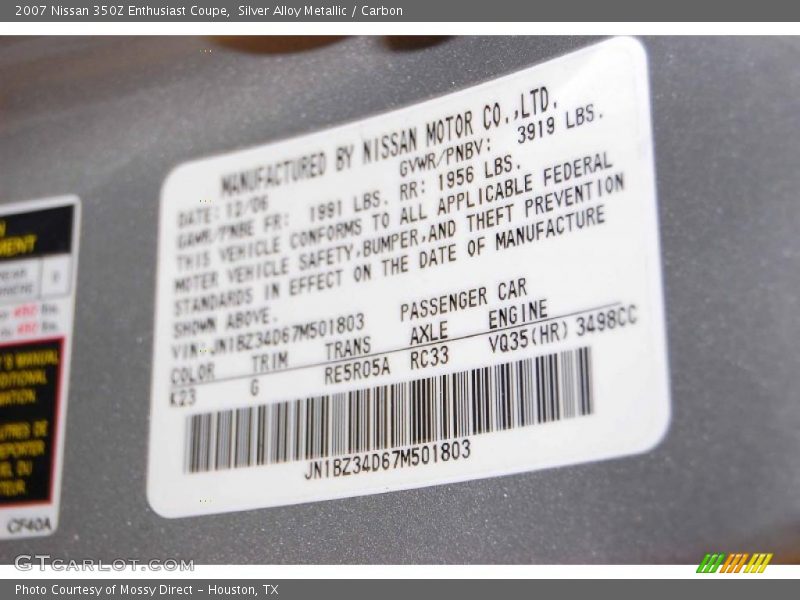 2007 Nissan 350Z Enthusiast Coupe, Silver Alloy Metallic / Carbon
MANUFACTURED BY NISSAN MOTOR CO.,LTD.
DATE: 12/06 GVWR/PNBV: 3919 LBS.
GAWR/PNBE FR: 1991 LBS. RR: 1956 LBS.
THIS VEHICLE CONFORMS TO ALL APPLICABLE FEDERAL
MOTER VEHICLE SAFETY,BUMPER,AND THEFT PREVENTION
STANDARDS IN EFFECT ON THE DATE OF MANUFACTURE
SHOWN ABOVE.
VIN:JN1BZ34D67M501803 PASSENGER CAR
COLOR TRIM TRANS AXLE ENGINE
K23 G RE5R05A RC33 VQ35(HR) 3498CC
JN1BZ34D67M501803
CF40A
GTCARLOT.COM
Photo Courtesy of Mossy Direct - Houston, TX